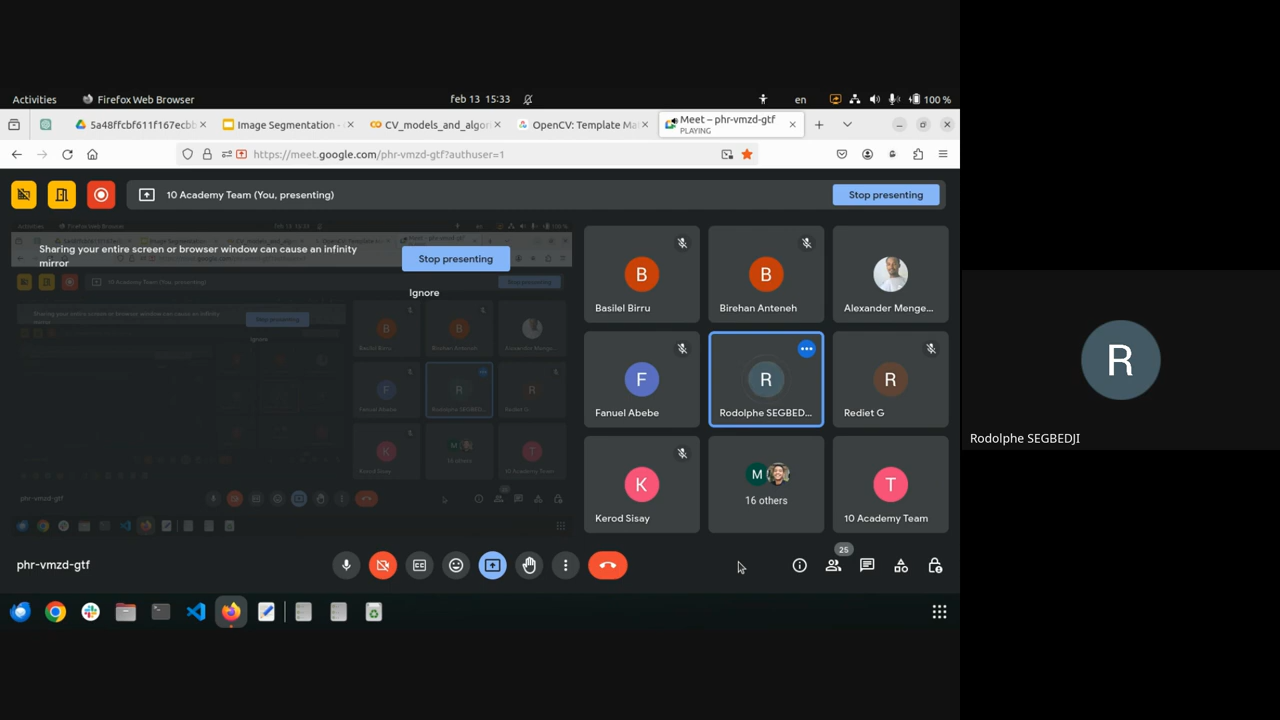 Activities
Firefox Web Browser
feb 13 15:33
en
100 %
5a48ffcbf611f167ecbb
Image Segmentation -
CV_models_and_algor
OpenCV: Template Ma
Meet – phr-vmzd-gtf
PLAYING
https://meet.google.com/phr-vmzd-gtf?authuser=1
10 Academy Team (You, presenting)
Stop presenting
Sharing your entire screen or browser window can cause an infinity
mirror
Stop presenting
Ignore
B
Basilel Birru
B
Birehan Anteneh
Alexander Menge...
F
Fanuel Abebe
R
Rodolphe SEGBED...
R
Rediet G
K
Kerod Sisay
M
16 others
T
10 Academy Team
phr-vmzd-gtf
25
R
Rodolphe SEGBEDJI